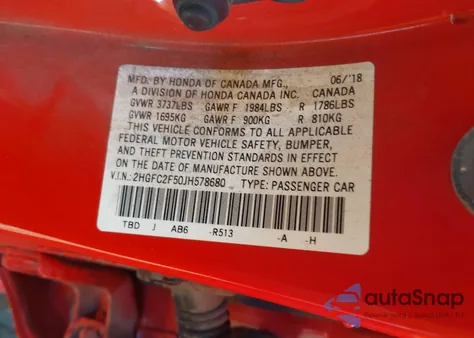 MFD. BY HONDA OF CANADA MFG., 06/'18
A DIVISION OF HONDA CANADA INC. CANADA
GVWR 3737LBS GAWR F 1984LBS R 1786LBS
GVWR 1695KG GAWR F 900KG R 810KG
THIS VEHICLE CONFORMS TO ALL APPLICABLE
FEDERAL MOTOR VEHICLE SAFETY, BUMPER,
AND THEFT PREVENTION STANDARDS IN EFFECT
ON THE DATE OF MANUFACTURE SHOWN ABOVE.
V.I.N.: 2HGFC2F50JH578680 TYPE: PASSENGER CAR
TBD 1 AB6 -R513 -A -H
autoSnap